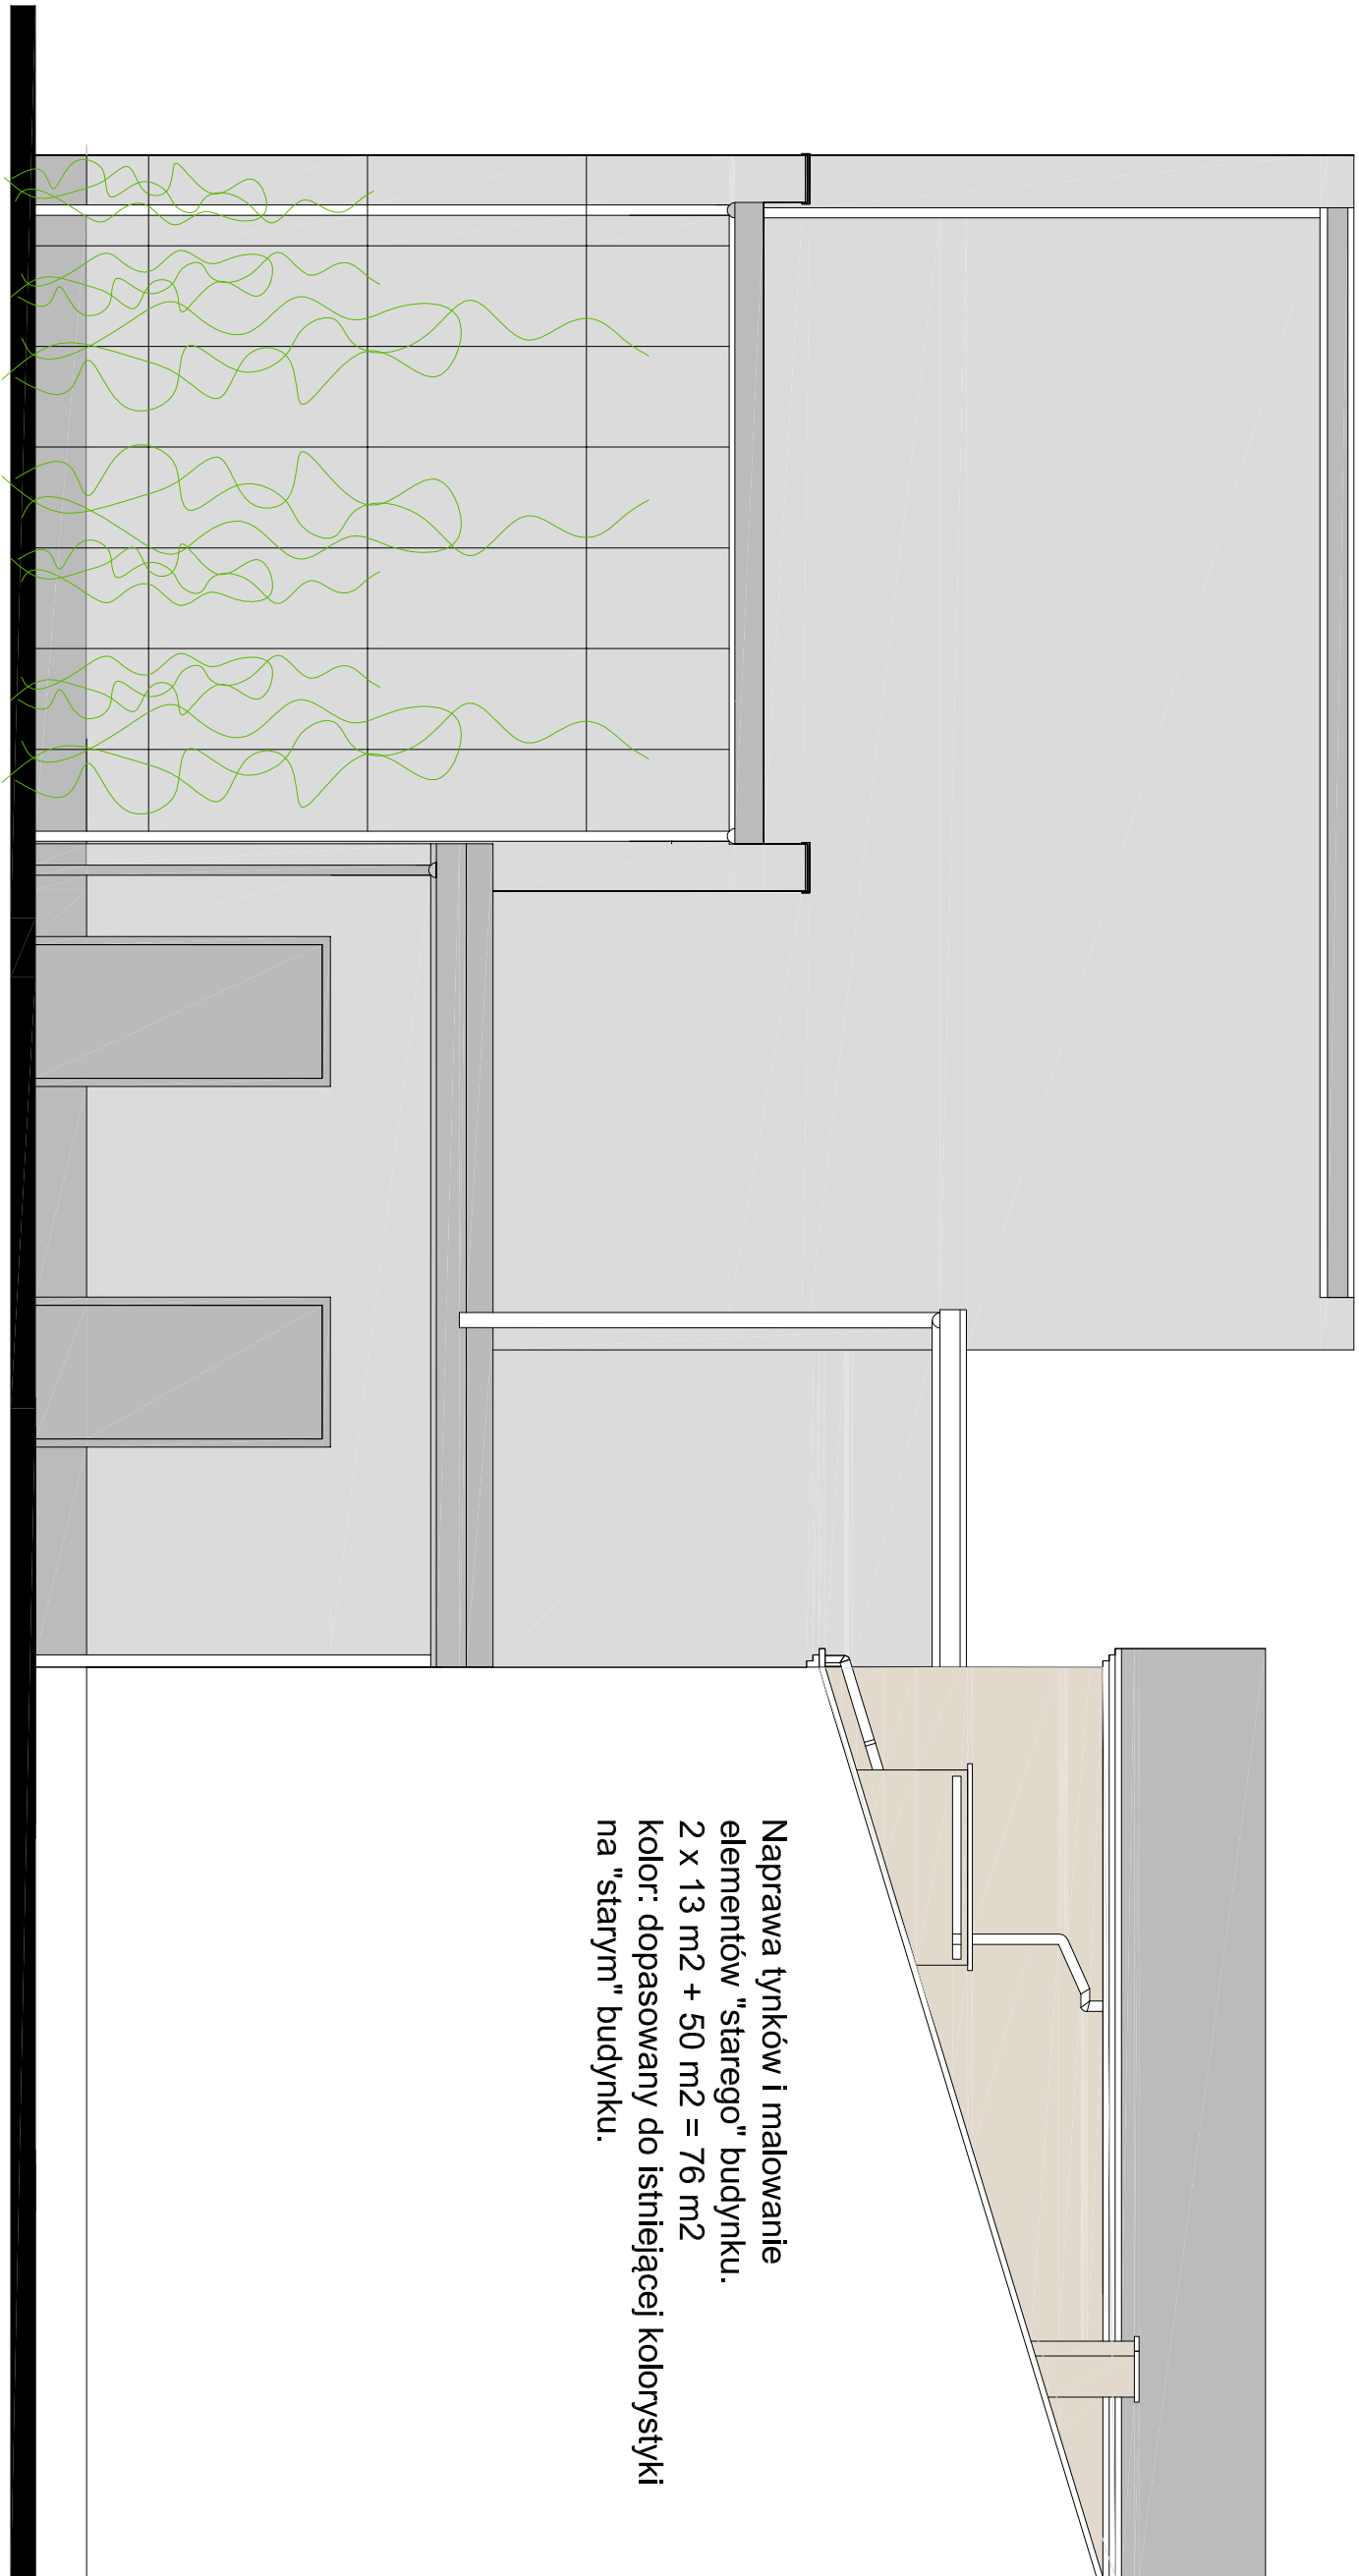 Naprawa tynków i malowanie
elementów "starego" budynku.
2 x 13 m2 + 50 m2 = 76 m2
kolor: dopasowany do istniejącej kolorystyki
na "starym" budynku.